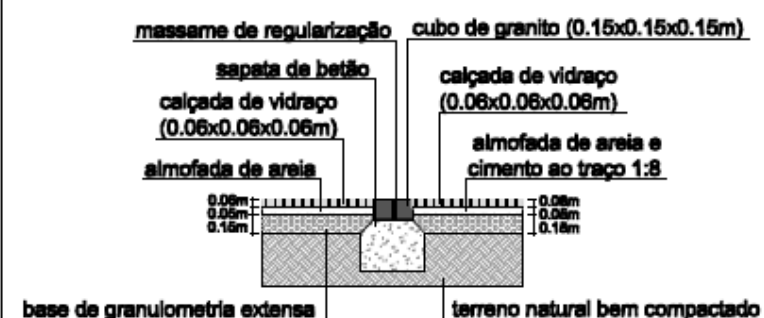 massame de regularização
cubo de granito (0.15x0.15x0.15m)
sapata de betão
calçada de vidraço
(0.06x0.06x0.06m)
calçada de vidraço
(0.06x0.06x0.06m)
almofada de areia
almofada de areia e
cimento ao traço 1:8
0.06m
0.05m
0.15m
0.06m
0.05m
0.15m
base de granulometria extensa
terreno natural bem compactado